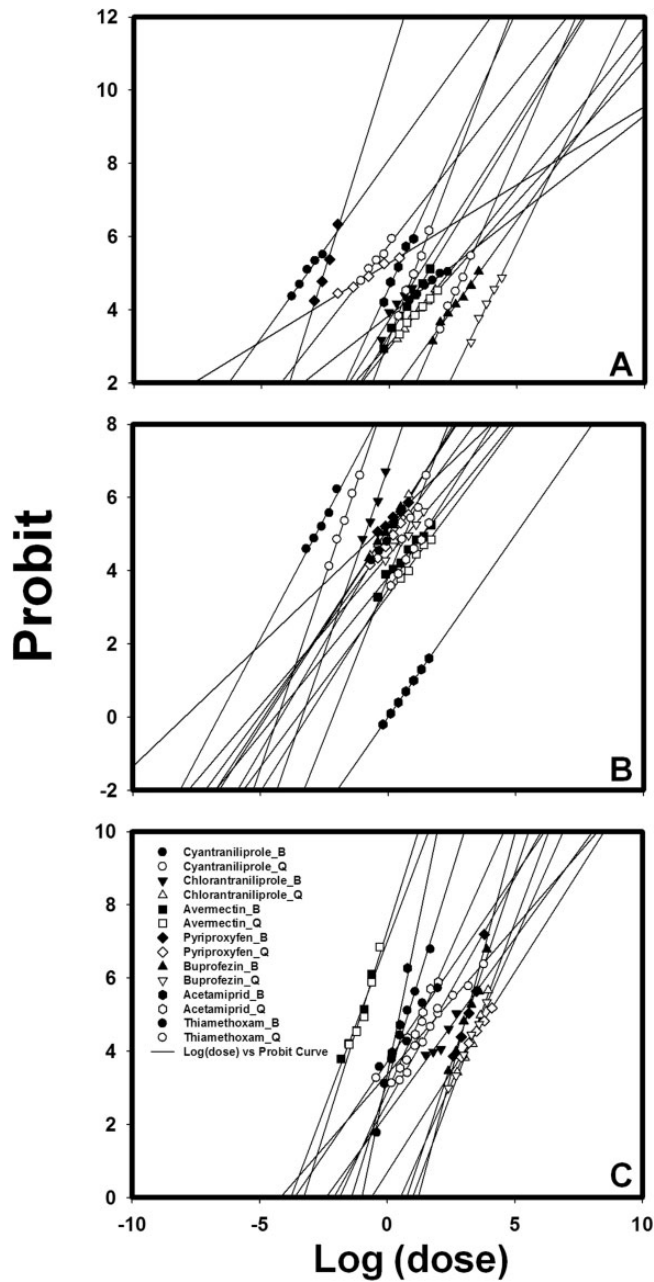 12
10
8
6
4
2
A
8
6
4
2
0
-2
B
Probit
10
8
6
4
2
0
Cyantraniliprole_B
Cyantraniliprole_Q
Chlorantraniliprole_B
Chlorantraniliprole_Q
Avermectin_B
Avermectin_Q
Pyriproxyfen_B
Pyriproxyfen_Q
Buprofezin_B
Buprofezin_Q
Acetamiprid_B
Acetamiprid_Q
Thiamethoxam_B
Thiamethoxam_Q
Log(dose) vs Probit Curve
C
-10 -5 0 5 10
Log (dose)